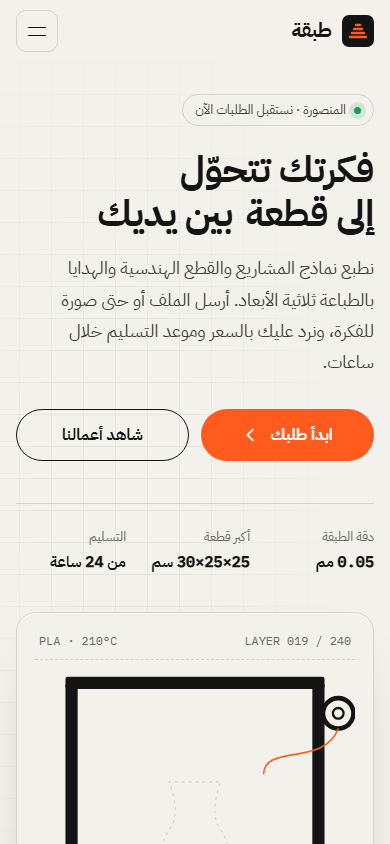 طبقة
المنصورة · نستقبل الطلبات الآن
فكرتك تتحوّل
إلى قطعة بين يديك
نطبع نماذج المشاريع والقطع الهندسية والهدايا
بالطباعة ثلاثية الأبعاد. أرسل الملف أو حتى صورة
للفكرة، ونرد عليك بالسعر وموعد التسليم خلال
ساعات.
ابدأ طلبك
شاهد أعمالنا
دقة الطبقة
0.05 مم
أكبر قطعة
25×25×30 سم
التسليم
من 24 ساعة
LAYER 019 / 240
PLA · 210°C